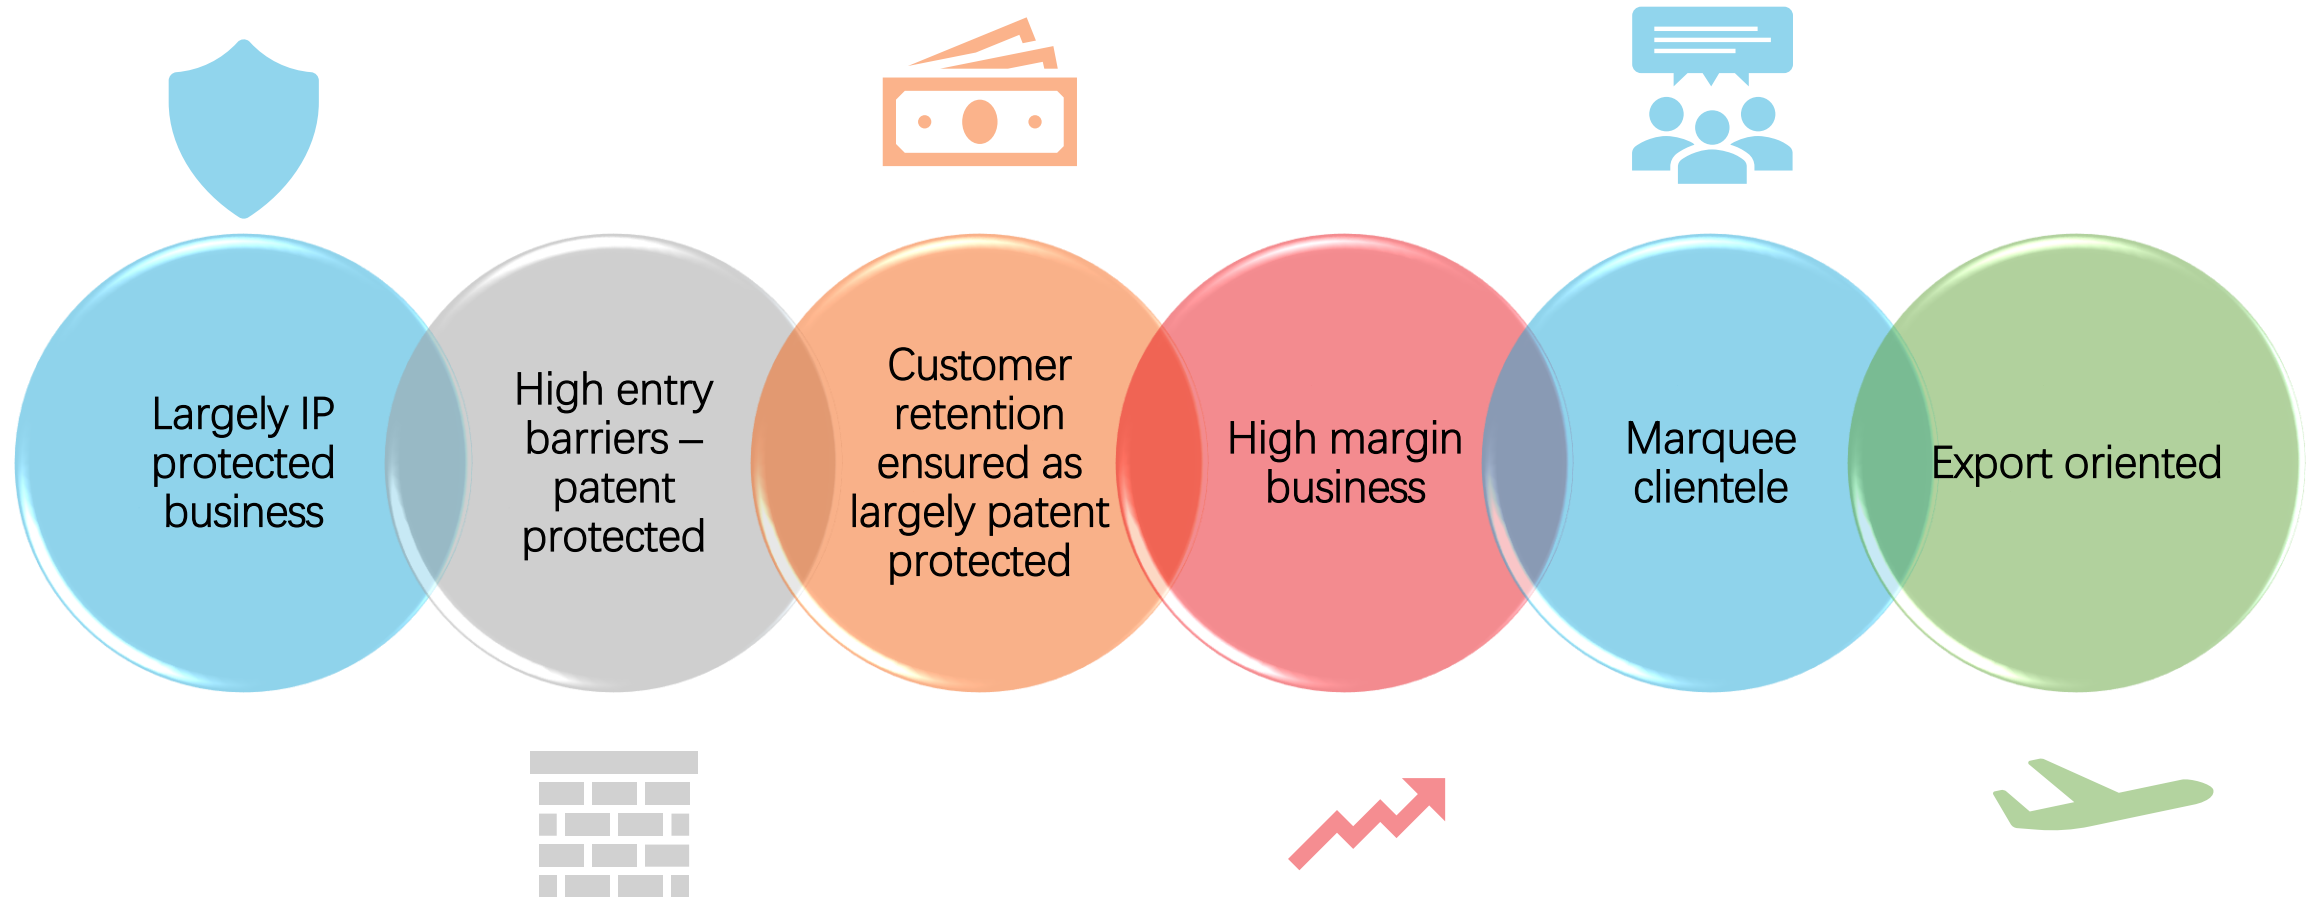 Largely IP
protected
business
High entry
barriers –
patent
protected
Customer
retention
ensured as
largely patent
protected
High margin
business
Marquee
clientele
Export oriented